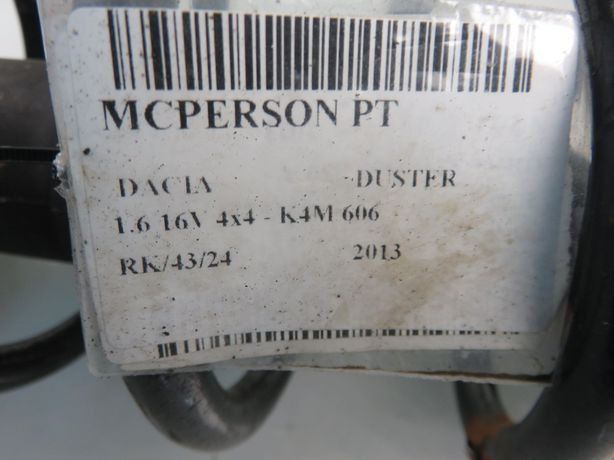 MCPERSON PT
DACIA DUSTER
1.6 16V 4x4 - K4M 606
RK/43/24 2013